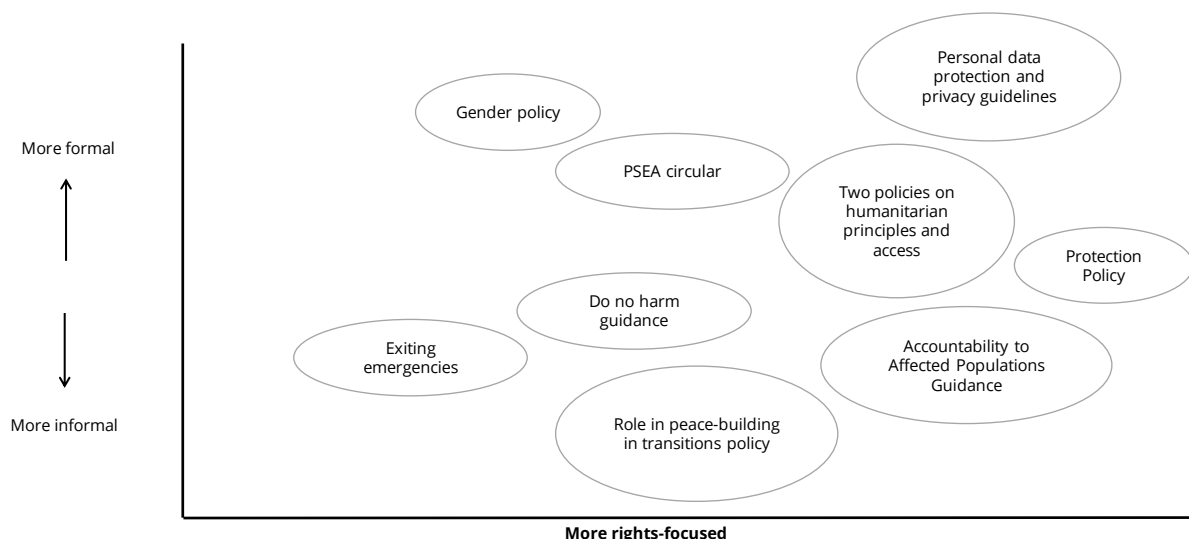 Personal data
protection and
privacy guidelines
Gender policy
More formal
PSEA circular
Two policies on
humanitarian
principles and
access
Protection
Policy
Do no harm
guidance
Exiting
emergencies
Accountability to
Affected Populations
Guidance
More informal
Role in peace-building
in transitions policy
More rights-focused